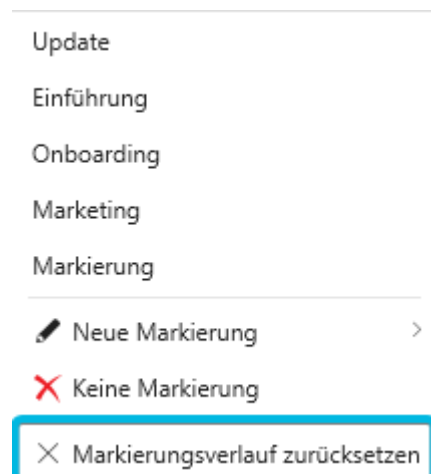 Update
Einführung
Onboarding
Marketing
Markierung
Neue Markierung
Keine Markierung
Markierungsverlauf zurücksetzen